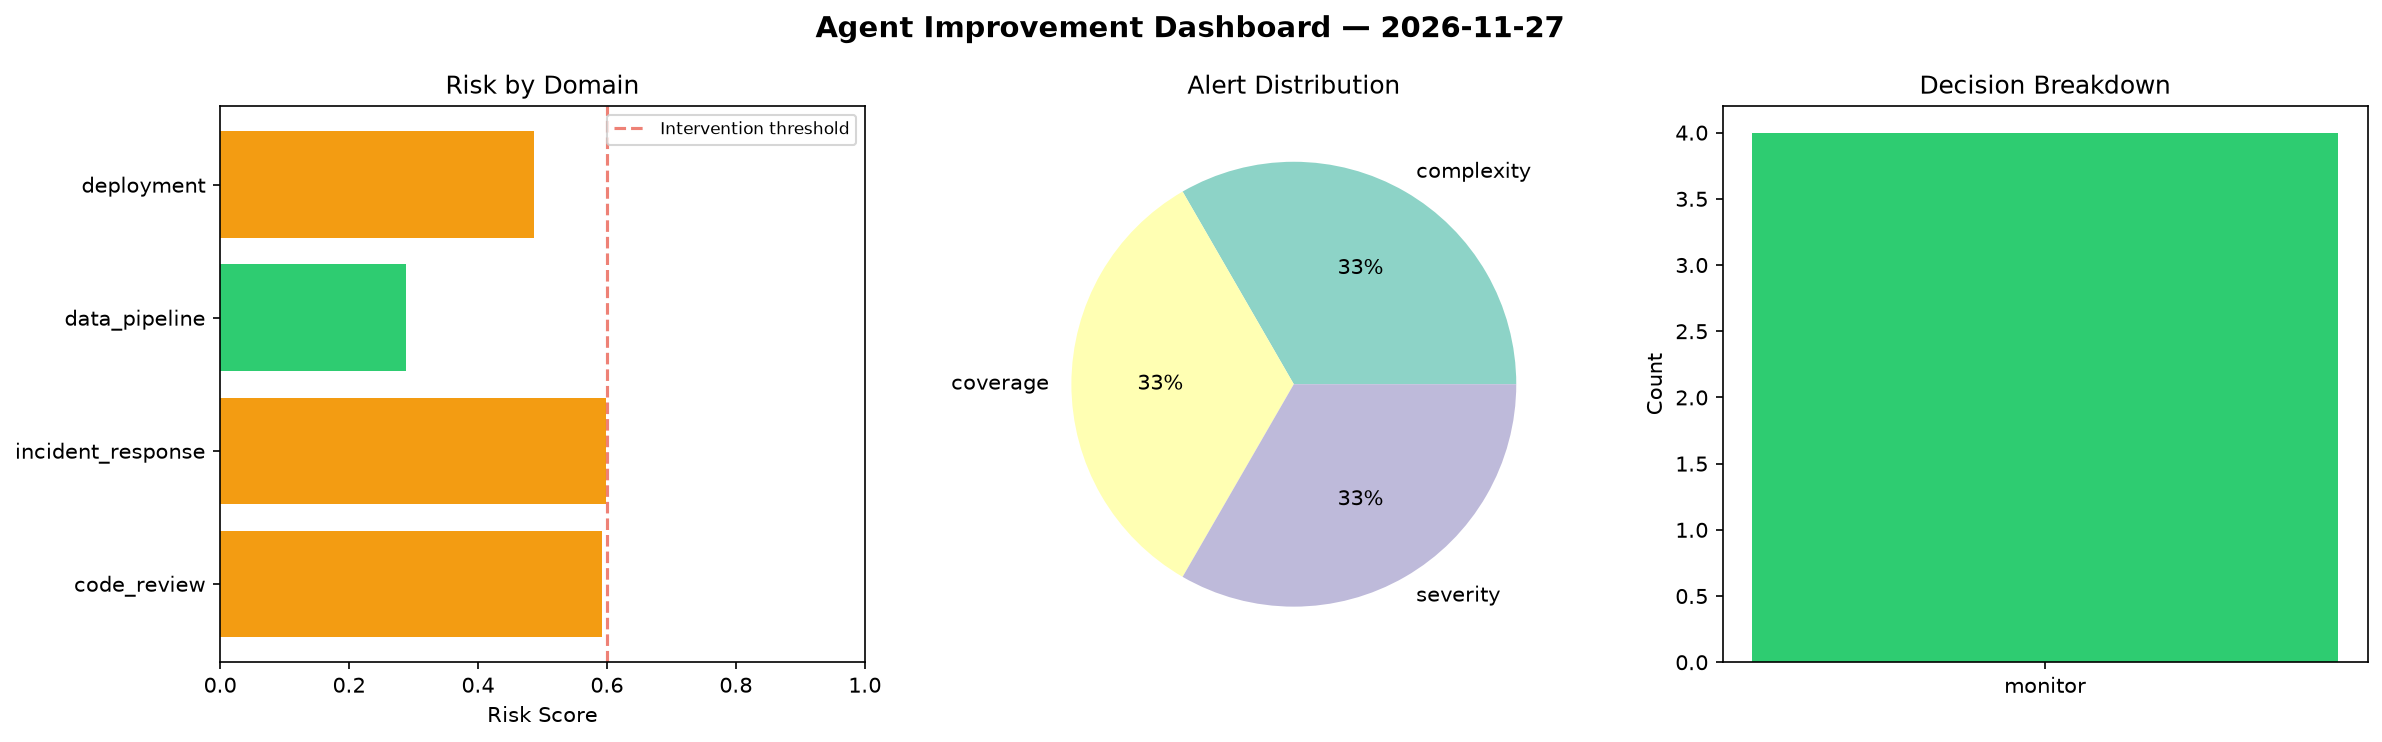 Agent Improvement Dashboard — 2026-11-27
Risk by Domain
Intervention threshold
deployment
data_pipeline
incident_response
code_review
0.0 0.2 0.4 0.6 0.8 1.0
Risk Score
Alert Distribution
complexity
33%
coverage
33%
33%
severity
Decision Breakdown
4.0
3.5
3.0
2.5
2.0
1.5
1.0
0.5
0.0
Count
monitor